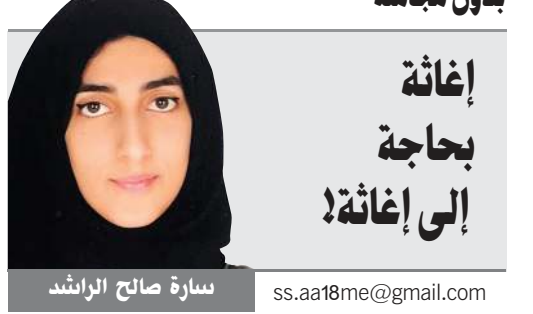 بدون مجاملة
إغاثة
بحاجة
إلى إغاثة!
سارة صالح الراشد
ss.aa18me@gmail.com